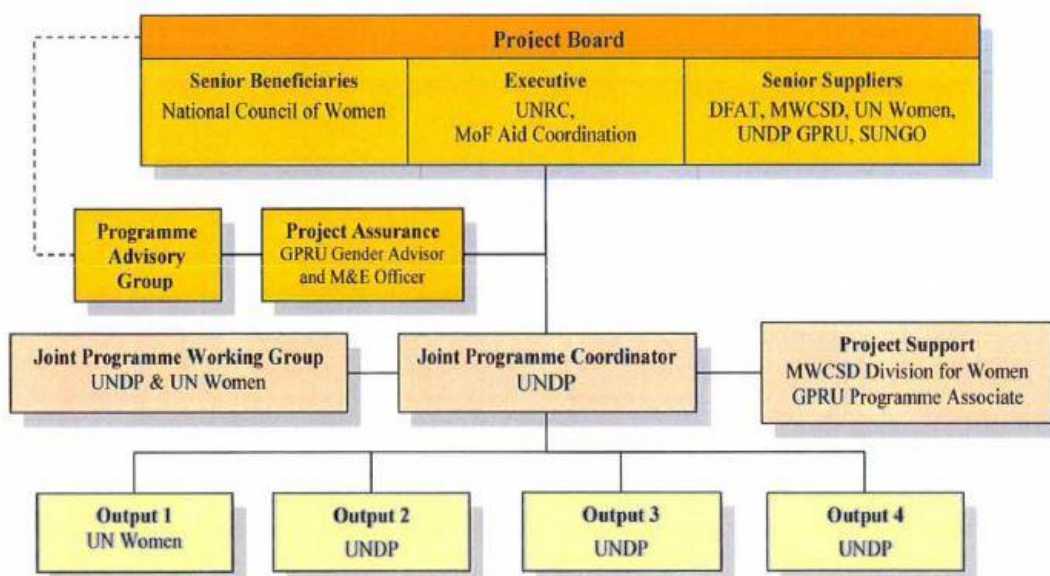 Project Board
Senior Beneficiaries
National Council of Women
Executive
UNRC,
MoF Aid Coordination
Senior Suppliers
DFAT, MWCSD, UN Women,
UNDP GPRU, SUNGO
Programme
Advisory
Group
Project Assurance
GPRU Gender Advisor
and M&E Officer
Joint Programme Working Group
UNDP & UN Women
Joint Programme Coordinator
UNDP
Project Support
MWCSD Division for Women
GPRU Programme Associate
Output 1
UN Women
Output 2
UNDP
Output 3
UNDP
Output 4
UNDP